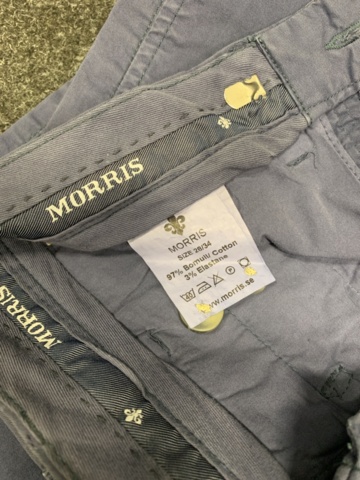 MORRIS
MORRIS
SIZE 28/34
97% Bomull/ Cotton
3% Elastane
www.morris.se
MORRIS